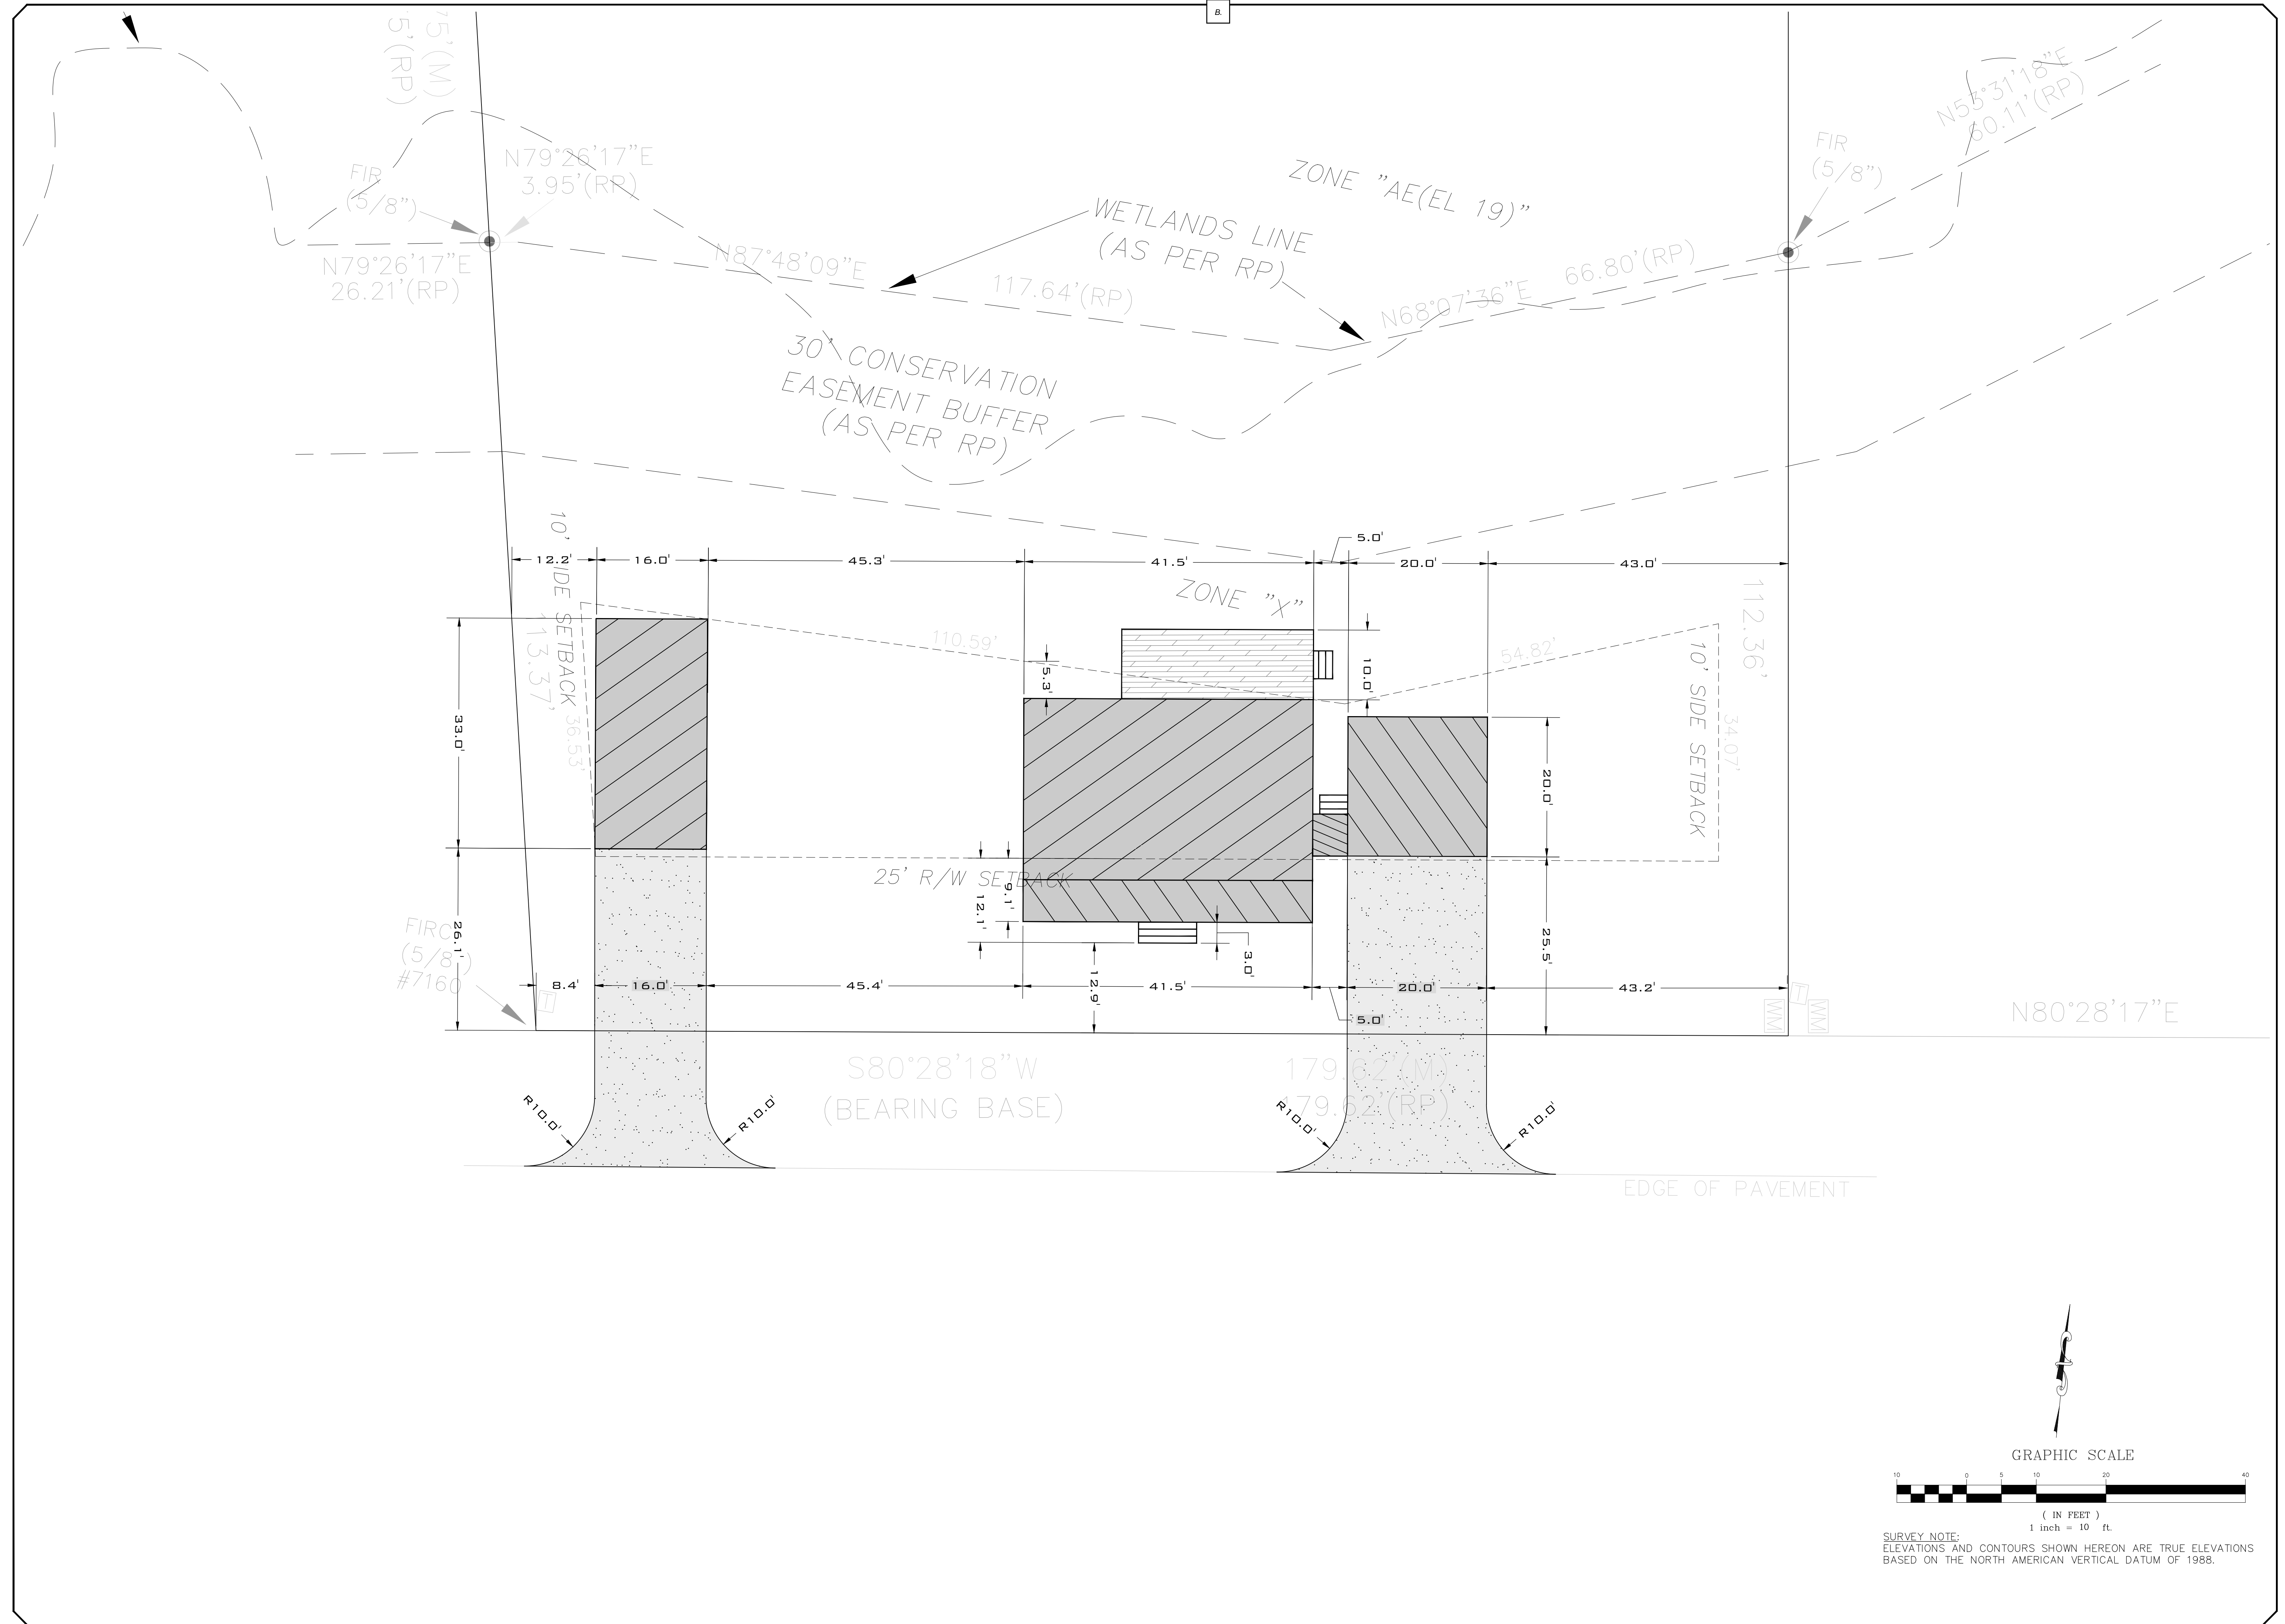 B.
5'(M)
5'(RP)
N53°31'18"E
60.11'(RP)
FIR
(5/8")
N79°26'17"E
3.95'(RP)
FIR
(5/8")
ZONE "AE(EL 19)"
WETLANDS LINE
(AS PER RP)
N87°48'09"E
117.64'(RP)
66.80'(RP)
N68°07'36"E
N79°26'17"E
26.21'(RP)
30' CONSERVATION
EASEMENT BUFFER
(AS PER RP)
5.0'
12.2'
16.0'
45.3'
41.5'
20.0'
43.0'
10' SIDE SETBACK
113.37'
36.53'
ZONE "X"
110.59'
54.82'
112.36'
10' SIDE SETBACK
34.07'
5.3'
10.0'
33.0'
20.0'
25' R/W SETBACK
9.1'
12.1'
3.0'
12.9'
26.1'
25.5'
FIRC
(5/8")
#7160
T
8.4'
16.0'
45.4'
41.5'
20.0'
43.2'
5.0'
T
WM
WM
N80°28'17"E
S80°28'18"W
(BEARING BASE)
179.62'(M)
179.62'(RP)
R10.0'
R10.0'
R10.0'
R10.0'
EDGE OF PAVEMENT
GRAPHIC SCALE
10 0 5 10 20 40
( IN FEET )
1 inch = 10 ft.
SURVEY NOTE:
ELEVATIONS AND CONTOURS SHOWN HEREON ARE TRUE ELEVATIONS
BASED ON THE NORTH AMERICAN VERTICAL DATUM OF 1988.